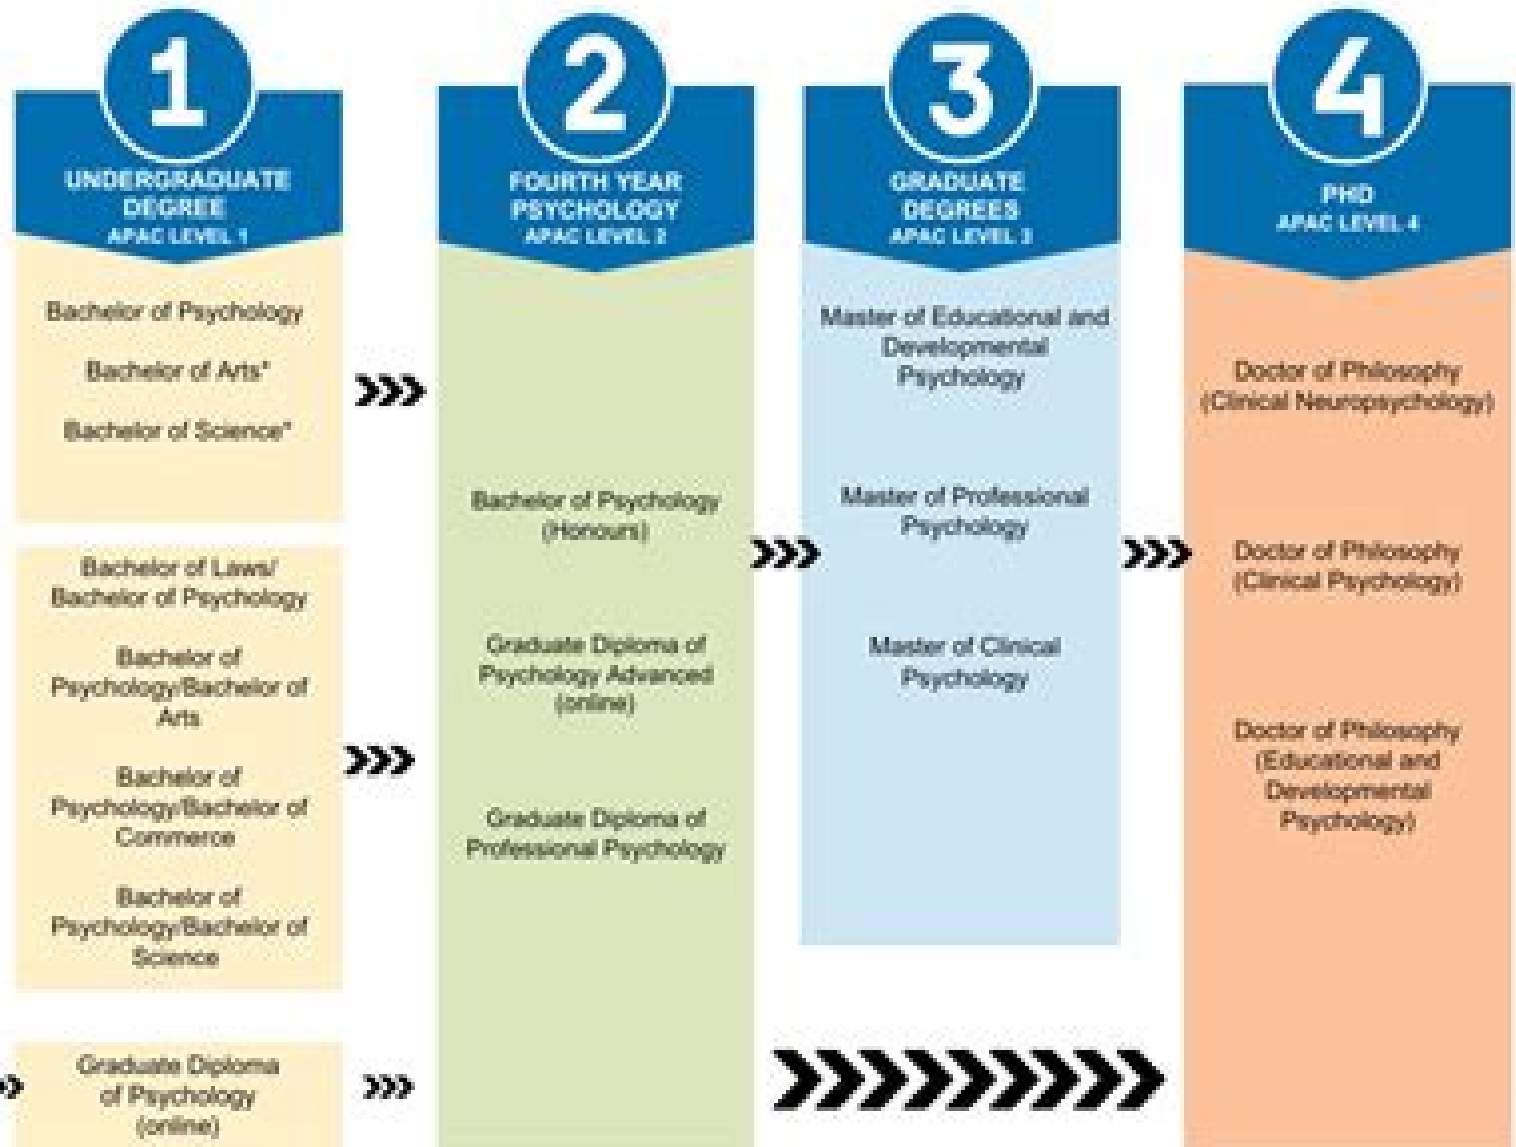 1
UNDERGRADUATE
DEGREE
APAC LEVEL 1
Bachelor of Psychology
Bachelor of Arts*
Bachelor of Science*
Bachelor of Laws/
Bachelor of Psychology
Bachelor of
Psychology/Bachelor of
Arts
Bachelor of
Psychology/Bachelor of
Commerce
Bachelor of
Psychology/Bachelor of
Science
Graduate Diploma
of Psychology
(online)
2
FOURTH YEAR
PSYCHOLOGY
APAC LEVEL 2
Bachelor of Psychology
(Honours)
Graduate Diploma of
Psychology Advanced
(online)
Graduate Diploma of
Professional Psychology
3
GRADUATE
DEGREES
APAC LEVEL 3
Master of Educational and
Developmental
Psychology
Master of Professional
Psychology
Master of Clinical
Psychology
4
PHD
APAC LEVEL 4
Doctor of Philosophy
(Clinical Neuropsychology)
Doctor of Philosophy
(Clinical Psychology)
Doctor of Philosophy
(Educational and
Developmental
Psychology)